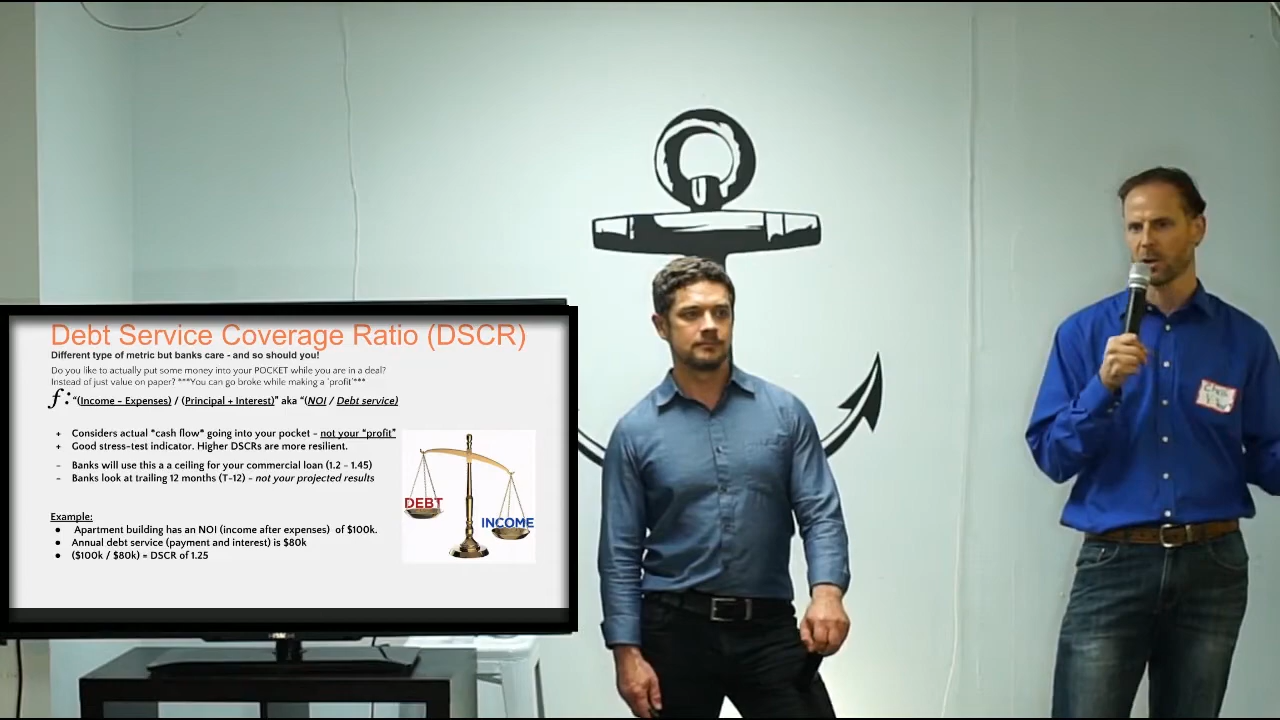 Debt Service Coverage Ratio (DSCR)
Different type of metric but banks care - and so should you!
Do you like to actually put some money into your POCKET while you are in a deal?
Instead of just value on paper? ***You can go broke while making a 'profit'***
f: "(Income – Expenses) / (Principal + Interest)" aka "(NOI / Debt service)
+ Considers actual *cash flow* going into your pocket – not your "profit"
+ Good stress-test indicator. Higher DSCRs are more resilient.
– Banks will use this a a ceiling for your commercial loan (1.2 – 1.45)
– Banks look at trailing 12 months (T-12) – not your projected results
DEBT
INCOME
Example:
● Apartment building has an NOI (income after expenses) of $100k.
● Annual debt service (payment and interest) is $80k
● ($100k / $80k) = DSCR of 1.25